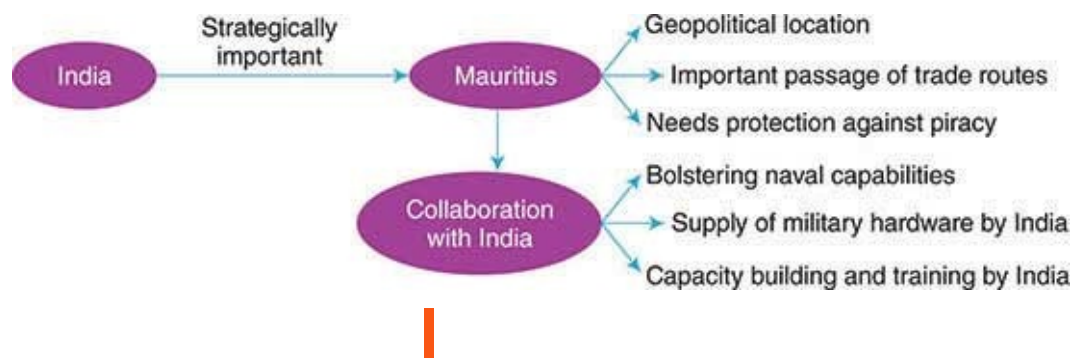 Strategically
important
India
Mauritius
Geopolitical location
Important passage of trade routes
Needs protection against piracy
Collaboration
with India
Bolstering naval capabilities
Supply of military hardware by India
Capacity building and training by India